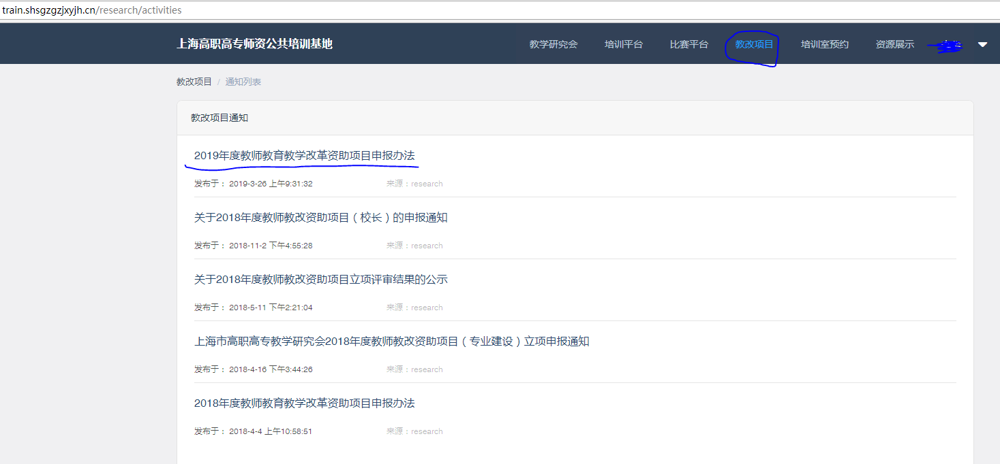 train.shsgzgzjxyjh.cn/research/activities
上海高职高专师资公共培训基地 教学研究会 培训平台 比赛平台 教改项目 培训室预约 资源展示
教改项目 / 通知列表
教改项目通知
2019年度教师教育教学改革资助项目申报办法
发布于： 2019-3-26 上午9:31:32 来源：research
关于2018年度教师教改资助项目（校长）的申报通知
发布于： 2018-11-2 下午4:55:28 来源：research
关于2018年度教师教改资助项目立项评审结果的公示
发布于： 2018-5-11 下午2:21:04 来源：research
上海市高职高专教学研究会2018年度教师教改资助项目（专业建设）立项申报通知
发布于： 2018-4-16 下午3:44:26 来源：research
2018年度教师教育教学改革资助项目申报办法
发布于： 2018-4-4 上午10:58:51 来源：research